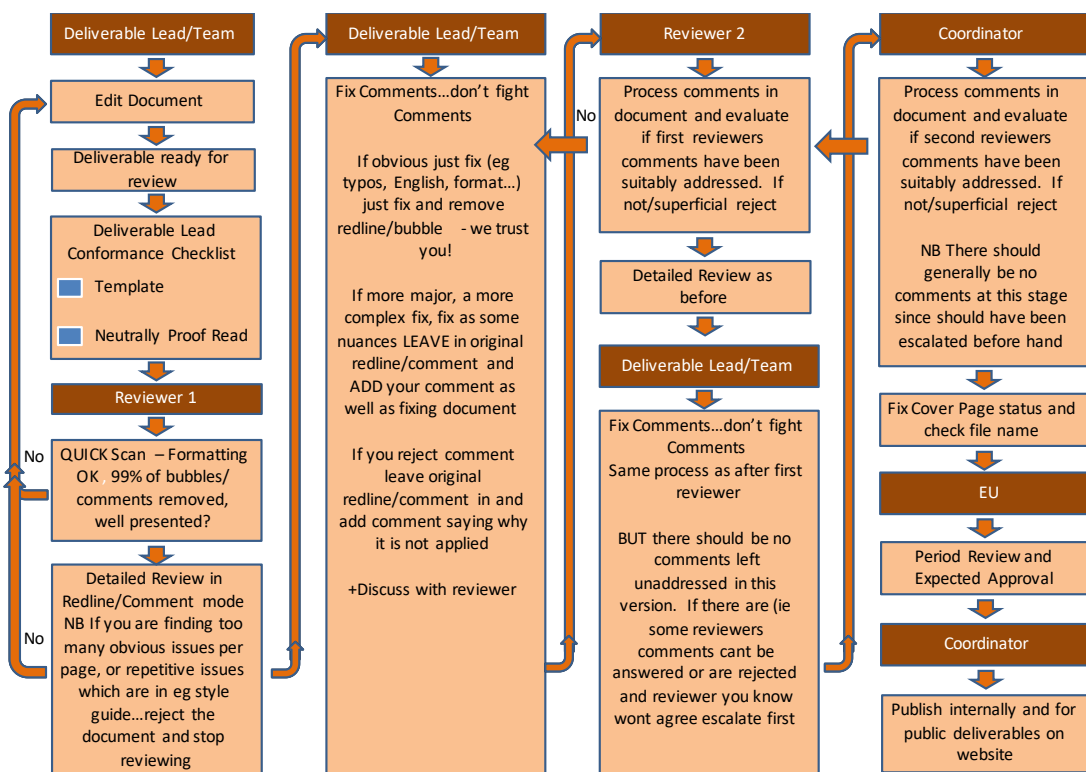 Deliverable Lead/Team
Edit Document
Deliverable ready for
review
Deliverable Lead
Conformance Checklist
Template
Neutrally Proof Read
Reviewer 1
No
QUICK Scan – Formatting
OK, 99% of bubbles/
comments removed,
well presented?
No
Detailed Review in
Redline/Comment mode
NB If you are finding too
many obvious issues per
page, or repetitive issues
which are in eg style
guide...reject the
document and stop
reviewing
Deliverable Lead/Team
Fix Comments...don't fight
Comments
If obvious just fix (eg
typos, English, format...)
just fix and remove
redline/bubble - we trust
you!
If more major, a more
complex fix, fix as some
nuances LEAVE in original
redline/comment and
ADD your comment as
well as fixing document
If you reject comment
leave original
redline/comment in and
add comment saying why
it is not applied
+Discuss with reviewer
Reviewer 2
No
Process comments in
document and evaluate
if first reviewers
comments have been
suitably addressed. If
not/superficial reject
Detailed Review as
before
Deliverable Lead/Team
Fix Comments...don't fight
Comments
Same process as after first
reviewer
BUT there should be no
comments left
unaddressed in this
version. If there are (ie
some reviewers
comments cant be
answered or are rejected
and reviewer you know
wont agree escalate first
Coordinator
Process comments in
document and evaluate
if second reviewers
comments have been
suitably addressed. If
not/superficial reject
NB There should
generally be no
comments at this stage
since should have been
escalated before hand
Fix Cover Page status and
check file name
EU
Period Review and
Expected Approval
Coordinator
Publish internally and for
public deliverables on
website